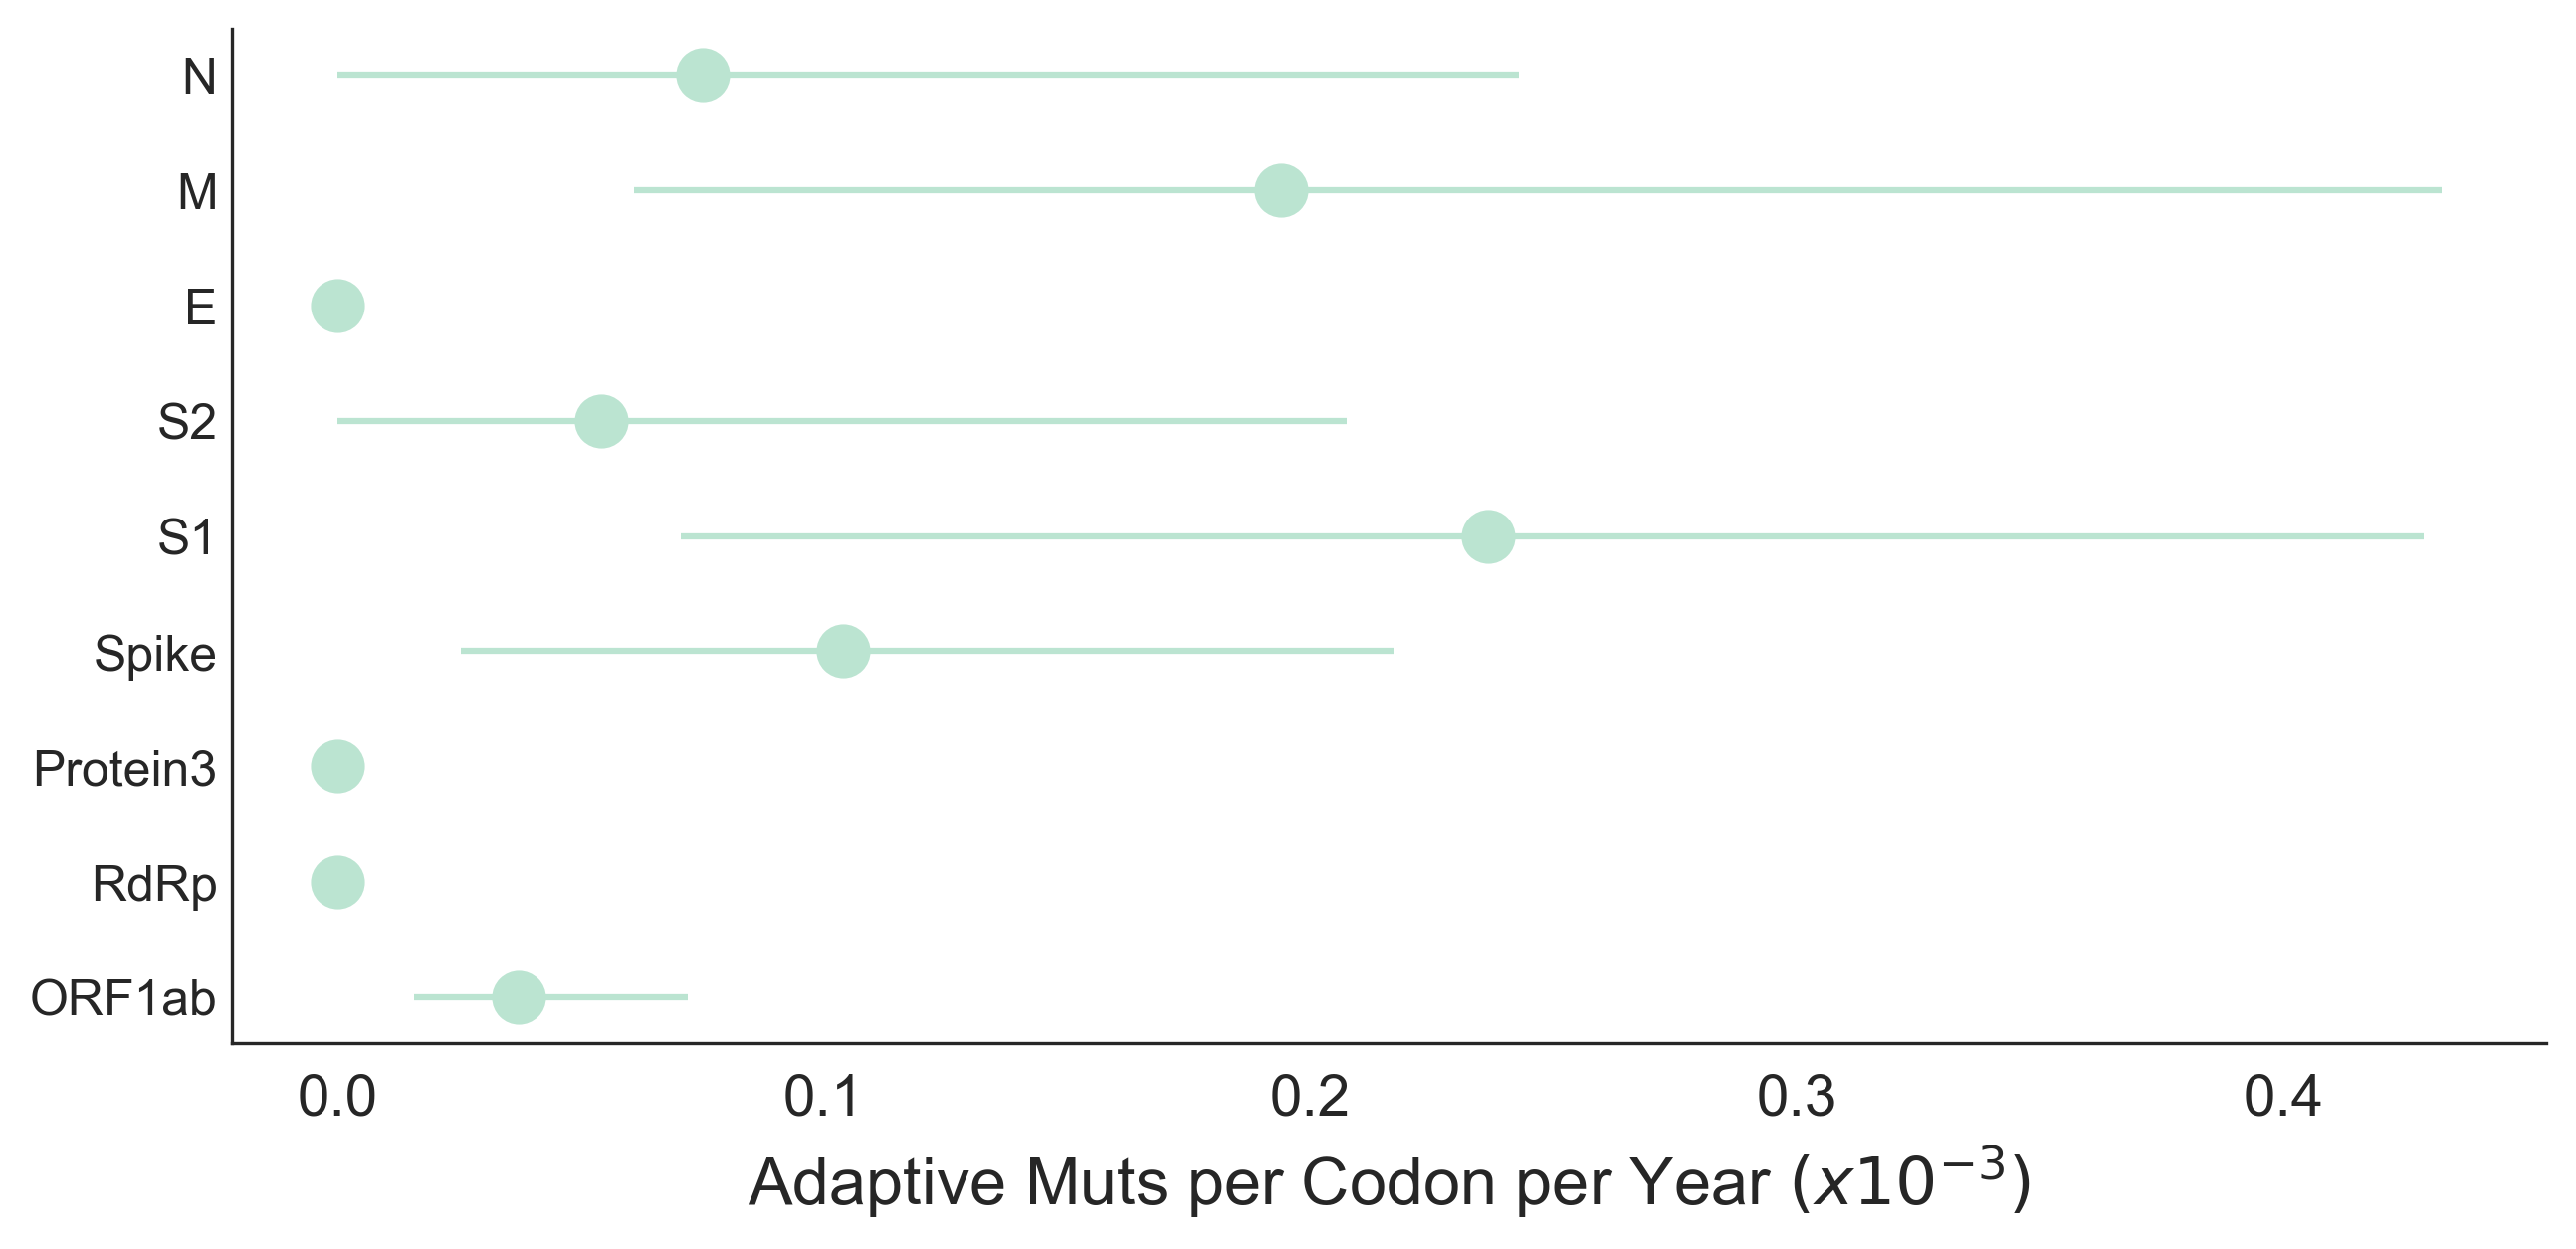 N
M
E
S2
S1
Spike
Protein3
RdRp
ORF1ab
0.0 0.1 0.2 0.3 0.4
Adaptive Muts per Codon per Year (x10⁻³)